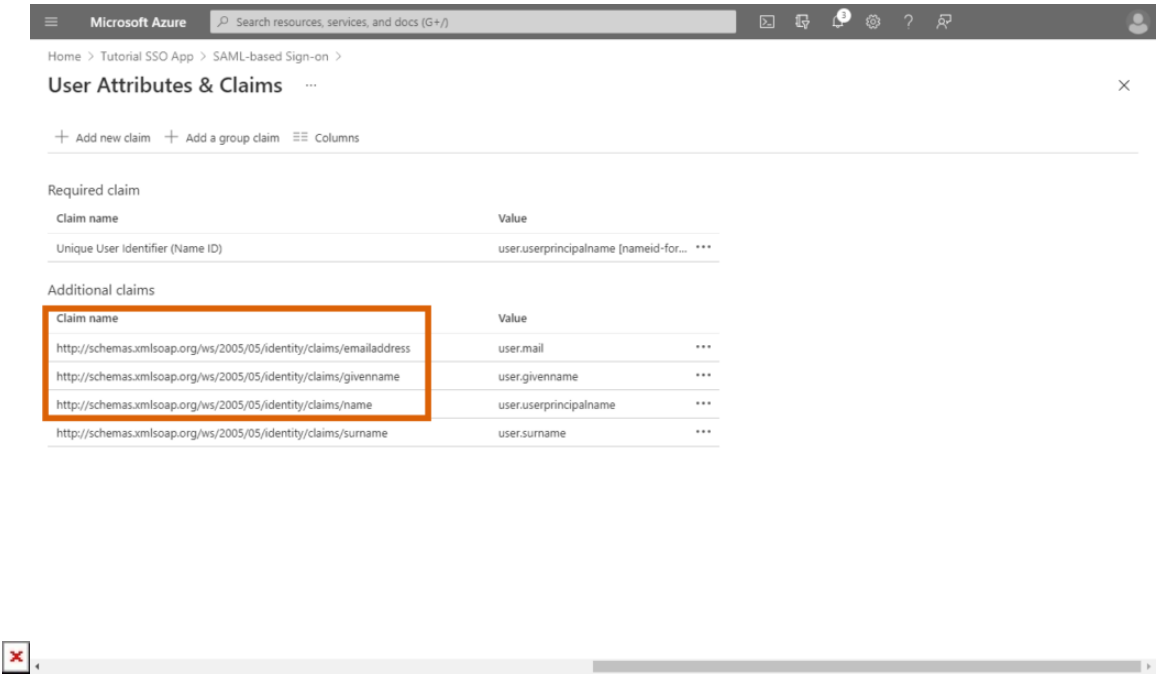 Microsoft Azure Search resources, services, and docs (G+/) 3 ?
Home > Tutorial SSO App > SAML-based Sign-on >
User Attributes & Claims ...
+ Add new claim + Add a group claim Columns
Required claim
Claim name Value
Unique User Identifier (Name ID) user.userprincipalname [nameid-for... ...
Additional claims
Claim name Value
http://schemas.xmlsoap.org/ws/2005/05/identity/claims/emailaddress user.mail ...
http://schemas.xmlsoap.org/ws/2005/05/identity/claims/givenname user.givenname ...
http://schemas.xmlsoap.org/ws/2005/05/identity/claims/name user.userprincipalname ...
http://schemas.xmlsoap.org/ws/2005/05/identity/claims/surname user.surname ...